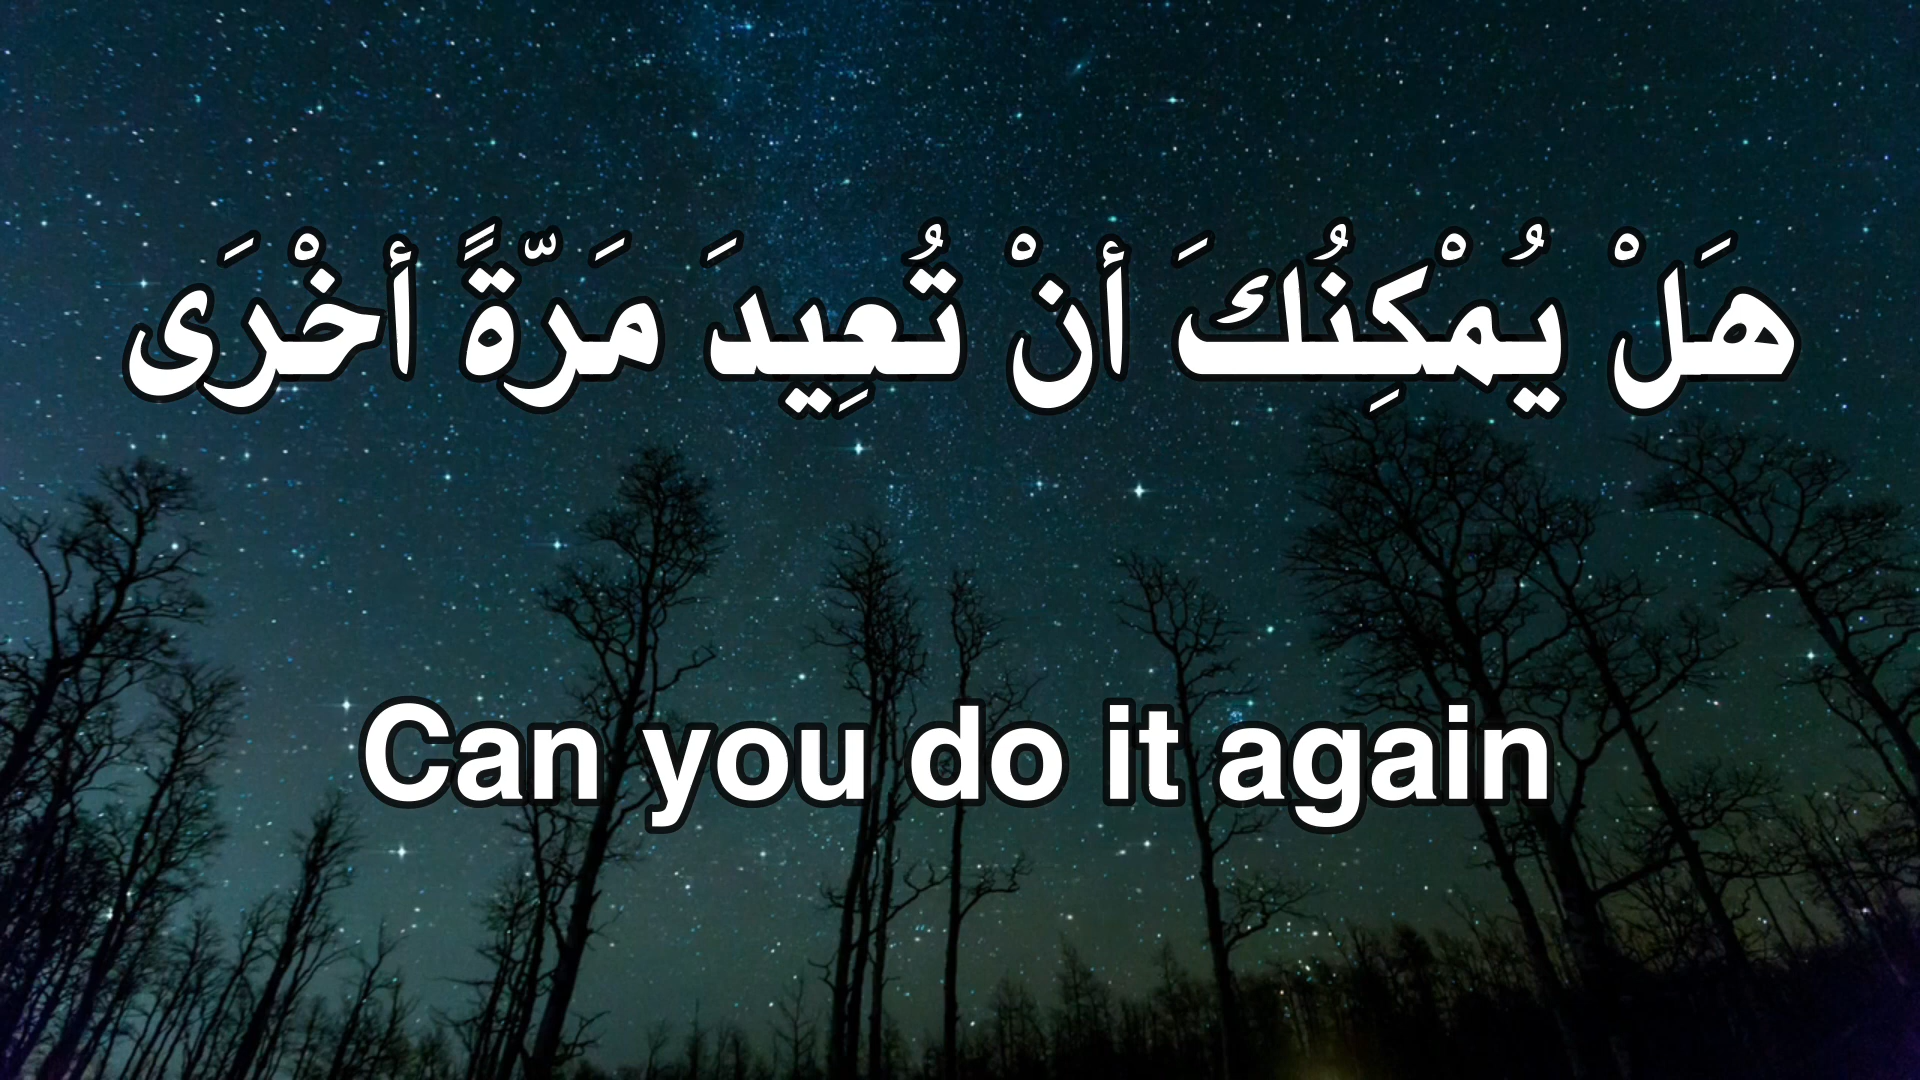 هَلْ يُمْكِنُكَ أنْ تُعِيدَ مَرّةً أخْرَى
Can you do it again